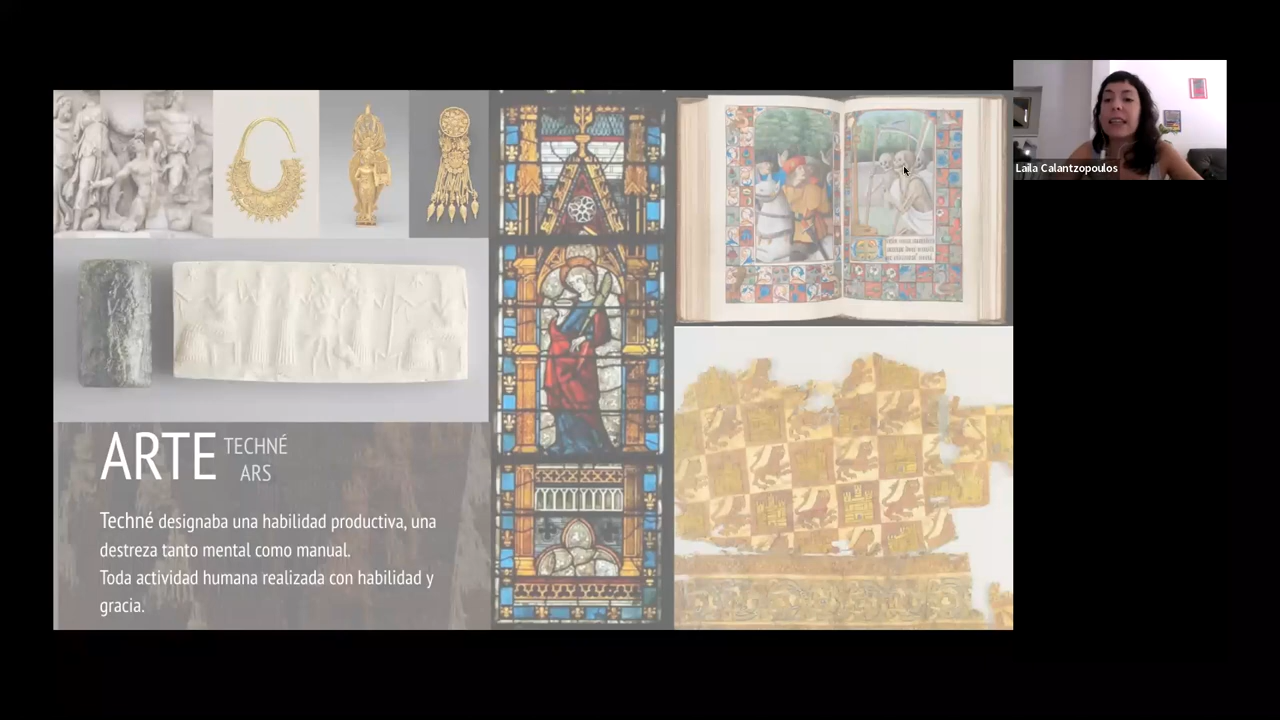 Laila Calantzopoulos
ARTE TECHNÉ
ARS
Techné designaba una habilidad productiva, una
destreza tanto mental como manual.
Toda actividad humana realizada con habilidad y
gracia.